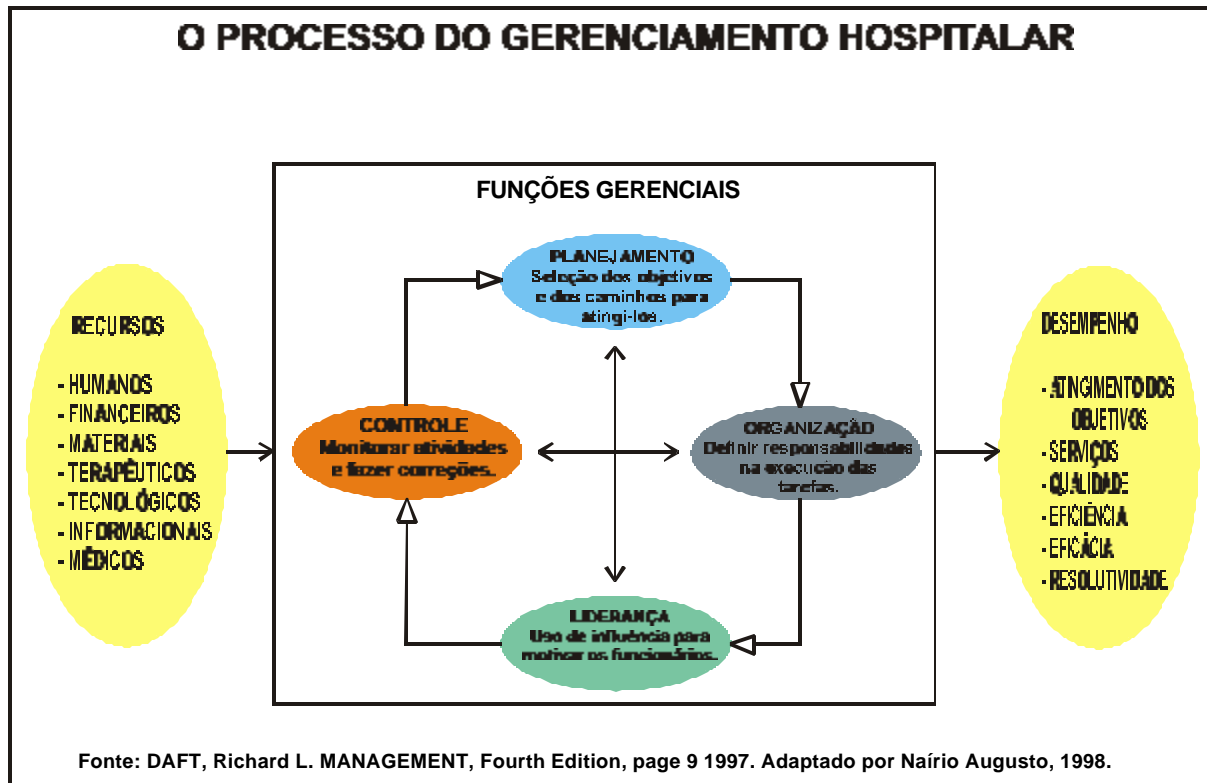 O PROCESSO DO GERENCIAMENTO HOSPITALAR
FUNÇÕES GERENCIAIS
RECURSOS
- HUMANOS
- FINANCEIROS
- MATERIAIS
- TERAPÊUTICOS
- TECNOLÓGICOS
- INFORMACIONAIS
- MÉDICOS
PLANEJAMENTO
Seleção dos objetivos
e dos caminhos para
atingi-los.
CONTROLE
Monitorar atividades
e fazer correções.
ORGANIZAÇÃO
Definir responsabilidades
na execução das
tarefas.
LIDERANÇA
Uso de influência para
motivar os funcionários.
DESEMPENHO
- ATINGIMENTO DOS
OBJETIVOS
- SERVIÇOS
- QUALIDADE
- EFICIÊNCIA
- EFICÁCIA
- RESOLUTIVIDADE
Fonte: DAFT, Richard L. MANAGEMENT, Fourth Edition, page 9 1997. Adaptado por Naírio Augusto, 1998.